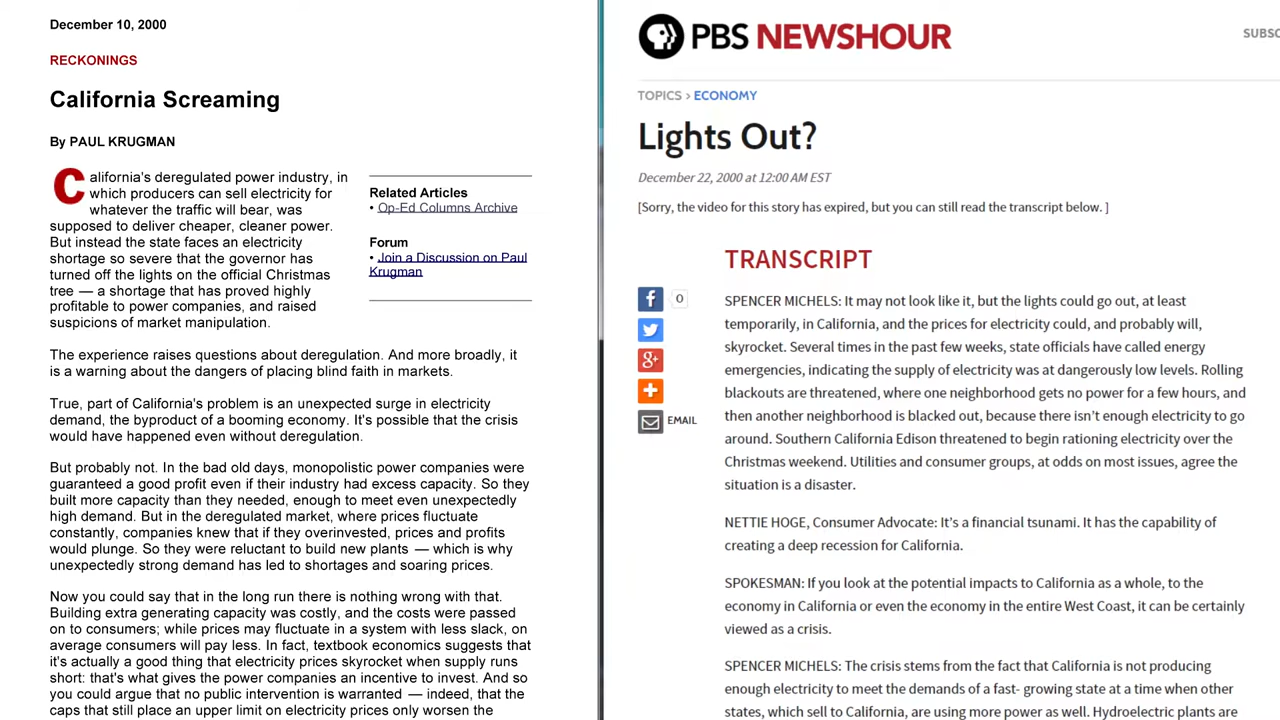 December 10, 2000
RECKONINGS
California Screaming
By PAUL KRUGMAN
California's deregulated power industry, in
which producers can sell electricity for
whatever the traffic will bear, was
supposed to deliver cheaper, cleaner power.
But instead the state faces an electricity
shortage so severe that the governor has
turned off the lights on the official Christmas
tree — a shortage that has proved highly
profitable to power companies, and raised
suspicions of market manipulation.
Related Articles
• Op-Ed Columns Archive
Forum
• Join a Discussion on Paul
Krugman
The experience raises questions about deregulation. And more broadly, it
is a warning about the dangers of placing blind faith in markets.
True, part of California's problem is an unexpected surge in electricity
demand, the byproduct of a booming economy. It's possible that the crisis
would have happened even without deregulation.
But probably not. In the bad old days, monopolistic power companies were
guaranteed a good profit even if their industry had excess capacity. So they
built more capacity than they needed, enough to meet even unexpectedly
high demand. But in the deregulated market, where prices fluctuate
constantly, companies knew that if they overinvested, prices and profits
would plunge. So they were reluctant to build new plants — which is why
unexpectedly strong demand has led to shortages and soaring prices.
Now you could say that in the long run there is nothing wrong with that.
Building extra generating capacity was costly, and the costs were passed
on to consumers; while prices may fluctuate in a system with less slack, on
average consumers will pay less. In fact, textbook economics suggests that
it's actually a good thing that electricity prices skyrocket when supply runs
short: that's what gives the power companies an incentive to invest. And so
you could argue that no public intervention is warranted — indeed, that the
caps that still place an upper limit on electricity prices only worsen the
PBS NEWSHOUR
SUBSC
TOPICS > ECONOMY
Lights Out?
December 22, 2000 at 12:00 AM EST
[Sorry, the video for this story has expired, but you can still read the transcript below. ]
TRANSCRIPT
f 0
g+
EMAIL
SPENCER MICHELS: It may not look like it, but the lights could go out, at least
temporarily, in California, and the prices for electricity could, and probably will,
skyrocket. Several times in the past few weeks, state officials have called energy
emergencies, indicating the supply of electricity was at dangerously low levels. Rolling
blackouts are threatened, where one neighborhood gets no power for a few hours, and
then another neighborhood is blacked out, because there isn't enough electricity to go
around. Southern California Edison threatened to begin rationing electricity over the
Christmas weekend. Utilities and consumer groups, at odds on most issues, agree the
situation is a disaster.
NETTIE HOGE, Consumer Advocate: It's a financial tsunami. It has the capability of
creating a deep recession for California.
SPOKESMAN: If you look at the potential impacts to California as a whole, to the
economy in California or even the economy in the entire West Coast, it can be certainly
viewed as a crisis.
SPENCER MICHELS: The crisis stems from the fact that California is not producing
enough electricity to meet the demands of a fast- growing state at a time when other
states, which sell to California, are using more power as well. Hydroelectric plants are